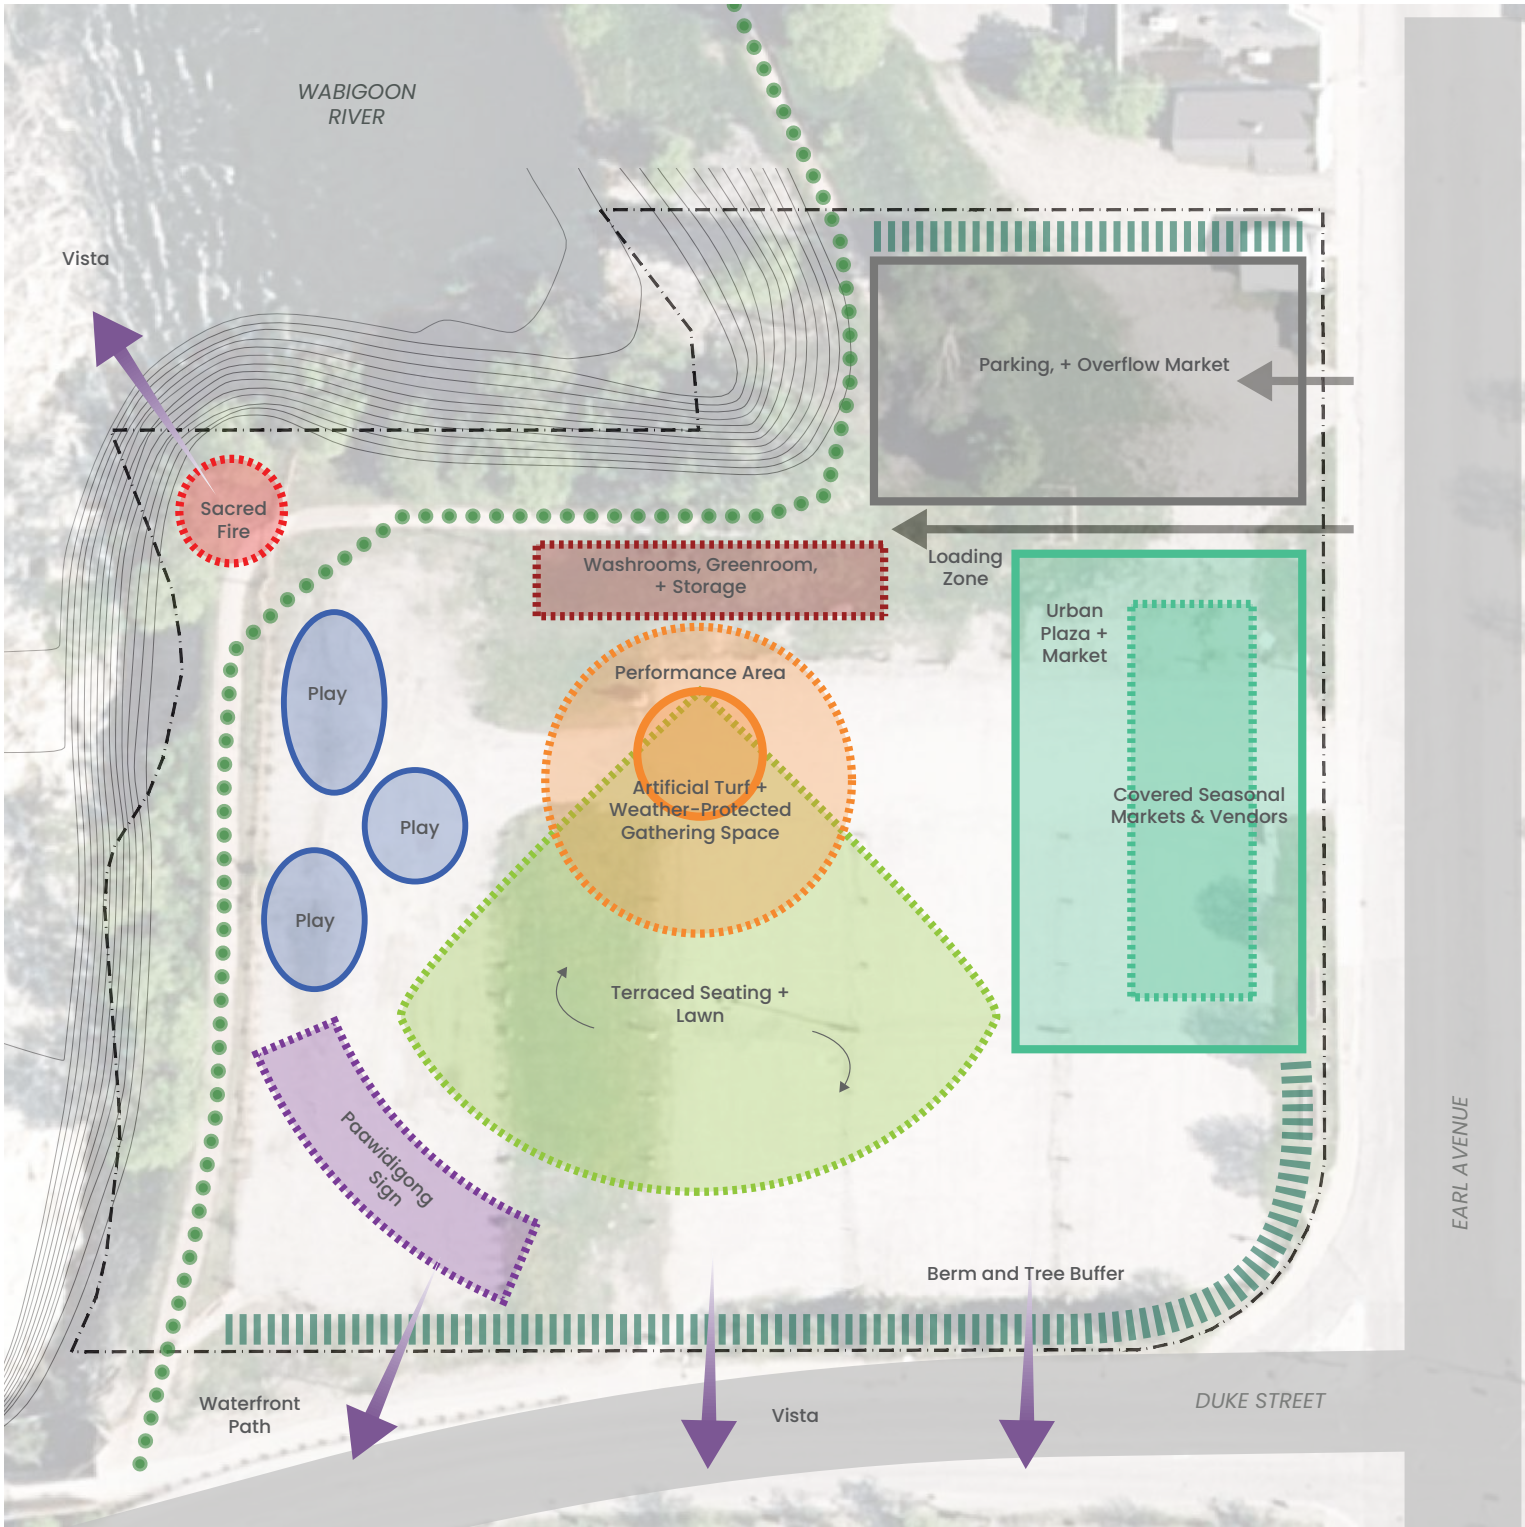 WABIGOON
RIVER
Vista
Parking, + Overflow Market
Sacred
Fire
Washrooms, Greenroom,
+ Storage
Loading
Zone
Urban
Plaza +
Market
Performance Area
Play
Artificial Turf +
Weather-Protected
Gathering Space
Covered Seasonal
Markets & Vendors
Play
Play
Terraced Seating +
Lawn
Paawidigong
Sign
EARL AVENUE
Berm and Tree Buffer
Waterfront
Path
Vista
DUKE STREET